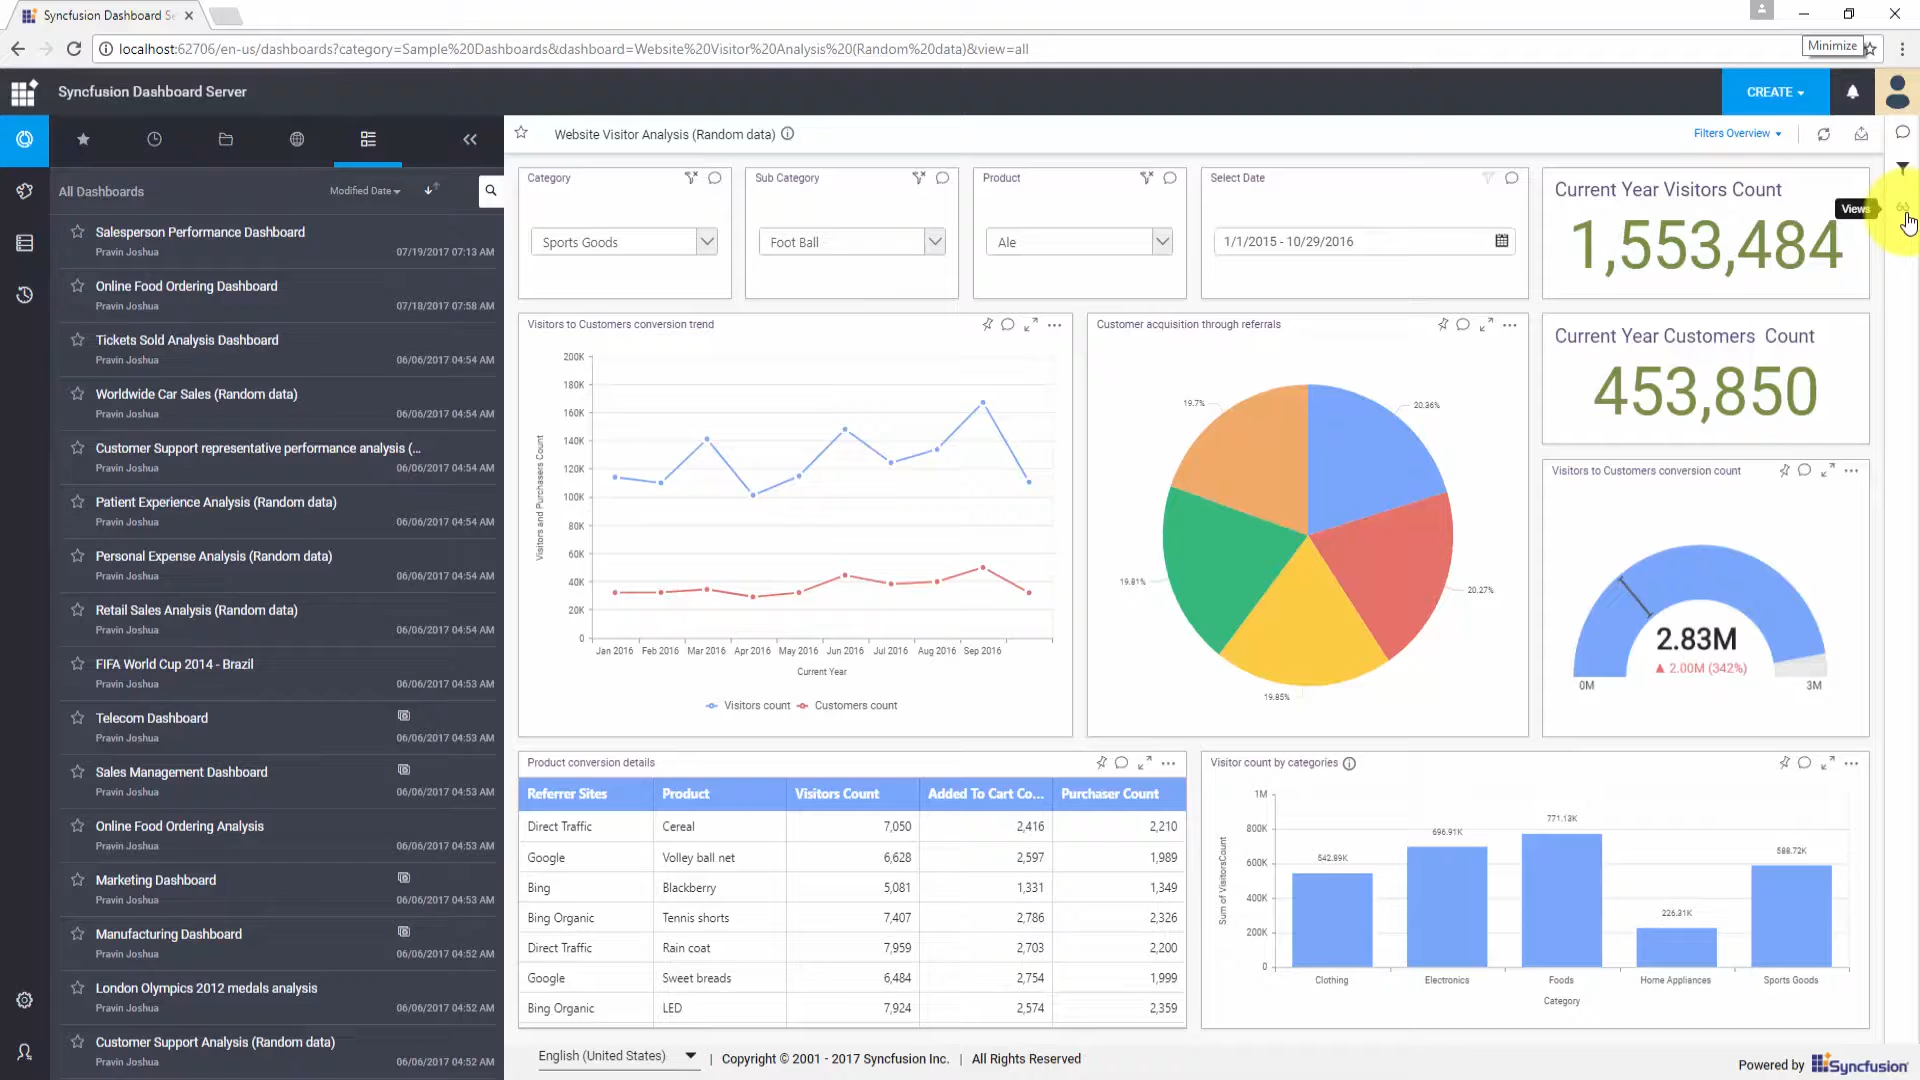 Syncfusion Dashboard Se
localhost:62706/en-us/dashboards?category=Sample%20Dashboards&dashboard=Website%20Visitor%20Analysis%20(Random%20data)&view=all
Minimize
Syncfusion Dashboard Server
CREATE
All Dashboards
Modified Date
Salesperson Performance Dashboard
Pravin Joshua 07/19/2017 07:13 AM
Online Food Ordering Dashboard
Pravin Joshua 07/18/2017 07:58 AM
Tickets Sold Analysis Dashboard
Pravin Joshua 06/06/2017 04:54 AM
Worldwide Car Sales (Random data)
Pravin Joshua 06/06/2017 04:54 AM
Customer Support representative performance analysis (...
Pravin Joshua 06/06/2017 04:54 AM
Patient Experience Analysis (Random data)
Pravin Joshua 06/06/2017 04:54 AM
Personal Expense Analysis (Random data)
Pravin Joshua 06/06/2017 04:54 AM
Retail Sales Analysis (Random data)
Pravin Joshua 06/06/2017 04:54 AM
FIFA World Cup 2014 - Brazil
Pravin Joshua 06/06/2017 04:53 AM
Telecom Dashboard
Pravin Joshua 06/06/2017 04:53 AM
Sales Management Dashboard
Pravin Joshua 06/06/2017 04:53 AM
Online Food Ordering Analysis
Pravin Joshua 06/06/2017 04:53 AM
Marketing Dashboard
Pravin Joshua 06/06/2017 04:53 AM
Manufacturing Dashboard
Pravin Joshua 06/06/2017 04:52 AM
London Olympics 2012 medals analysis
Pravin Joshua 06/06/2017 04:52 AM
Customer Support Analysis (Random data)
Pravin Joshua 06/06/2017 04:52 AM
Website Visitor Analysis (Random data)
Filters Overview
Category
Sports Goods
Sub Category
Foot Ball
Product
Ale
Select Date
1/1/2015 - 10/29/2016
Current Year Visitors Count
1,553,484
Views
Visitors to Customers conversion trend
200K
180K
160K
140K
120K
100K
80K
60K
40K
20K
0
Visitors and Purchasers Count
Jan 2016 Feb 2016 Mar 2016 Apr 2016 May 2016 Jun 2016 Jul 2016 Aug 2016 Sep 2016
Current Year
Visitors count Customers count
Customer acquisition through referrals
19.7%
20.36%
19.81%
20.27%
19.85%
Current Year Customers Count
453,850
Visitors to Customers conversion count
2.83M
▲ 2.00M (342%)
0M 3M
Product conversion details
Referrer Sites Product Visitors Count Added To Cart Co... Purchaser Count
Direct Traffic Cereal 7,050 2,416 2,210
Google Volley ball net 6,628 2,597 1,989
Bing Blackberry 5,081 1,331 1,349
Bing Organic Tennis shorts 7,407 2,786 2,326
Direct Traffic Rain coat 7,959 2,703 2,200
Google Sweet breads 6,484 2,754 1,999
Bing Organic LED 7,924 2,574 2,359
Visitor count by categories
1M
800K
600K
400K
200K
0
Sum of VisitorsCount
542.89K
696.91K
771.13K
226.31K
588.72K
Clothing Electronics Foods Home Appliances Sports Goods
Category
English (United States) | Copyright © 2001 - 2017 Syncfusion Inc. | All Rights Reserved
Powered by Syncfusion